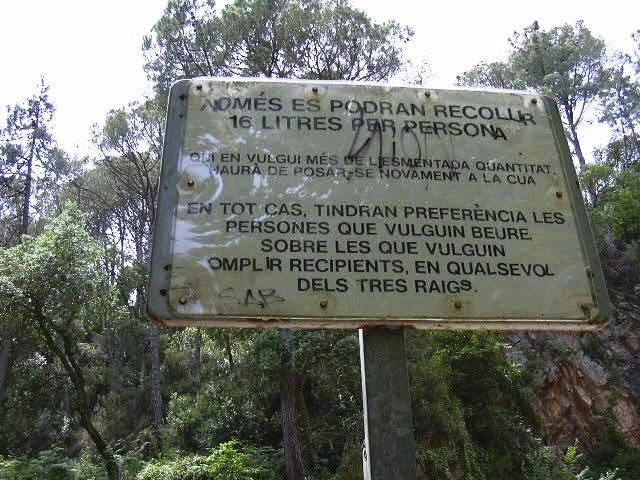 NOMÉS ES PODRAN RECOLLIR
16 LITRES PER PERSONA
QUI EN VULGUI MÉS DE L'ESMENTADA QUANTITAT,
HAURÀ DE POSAR-SE NOVAMENT A LA CUA
EN TOT CAS, TINDRAN PREFERÈNCIA LES
PERSONES QUE VULGUIN BEURE,
SOBRE LES QUE VULGUIN
OMPLIR RECIPIENTS, EN QUALSEVOL
DELS TRES RAIGS.